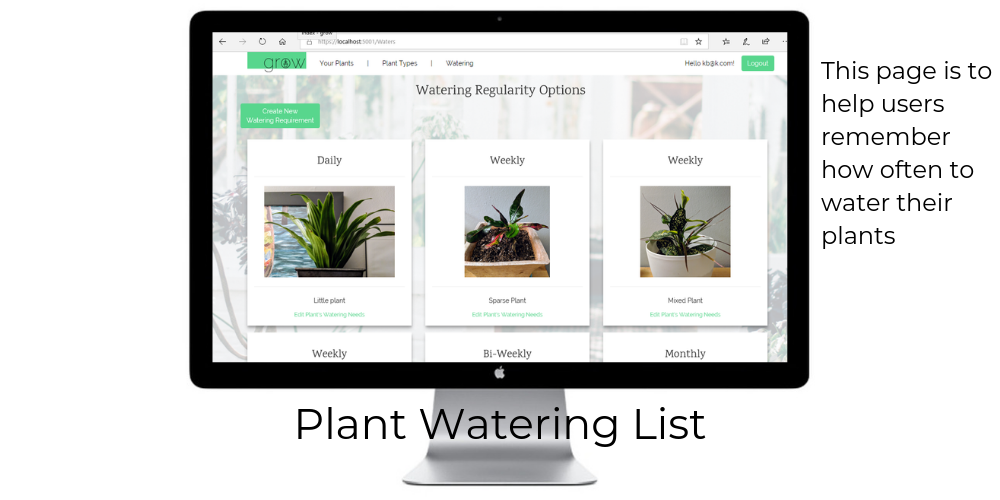 Index - grow
https://localhost:5001/Waters
grow
Your Plants | Plant Types | Watering
Hello kb@k.com! Logout
Watering Regularity Options
Create New
Watering Requirement
Daily
Weekly
Weekly
Little plant
Sparse Plant
Mixed Plant
Edit Plant's Watering Needs
Edit Plant's Watering Needs
Edit Plant's Watering Needs
Weekly
Bi-Weekly
Monthly
This page is to
help users
remember
how often to
water their
plants
Plant Watering List